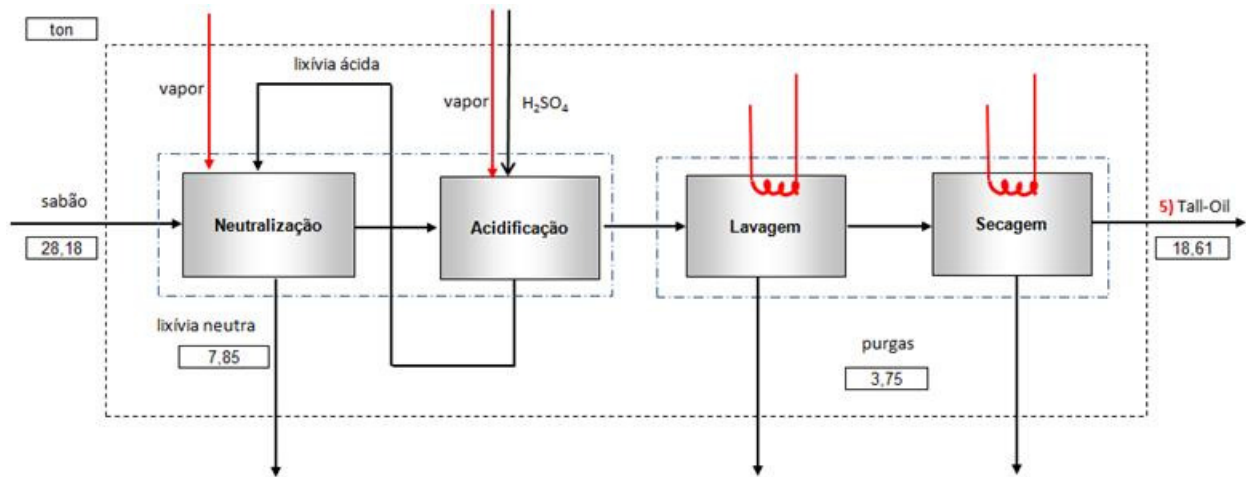 ton
lixívia ácida
vapor
vapor
H₂SO₄
sabão
28,18
Neutralização
Acidificação
Lavagem
Secagem
5) Tall-Oil
18,61
lixívia neutra
7,85
purgas
3,75